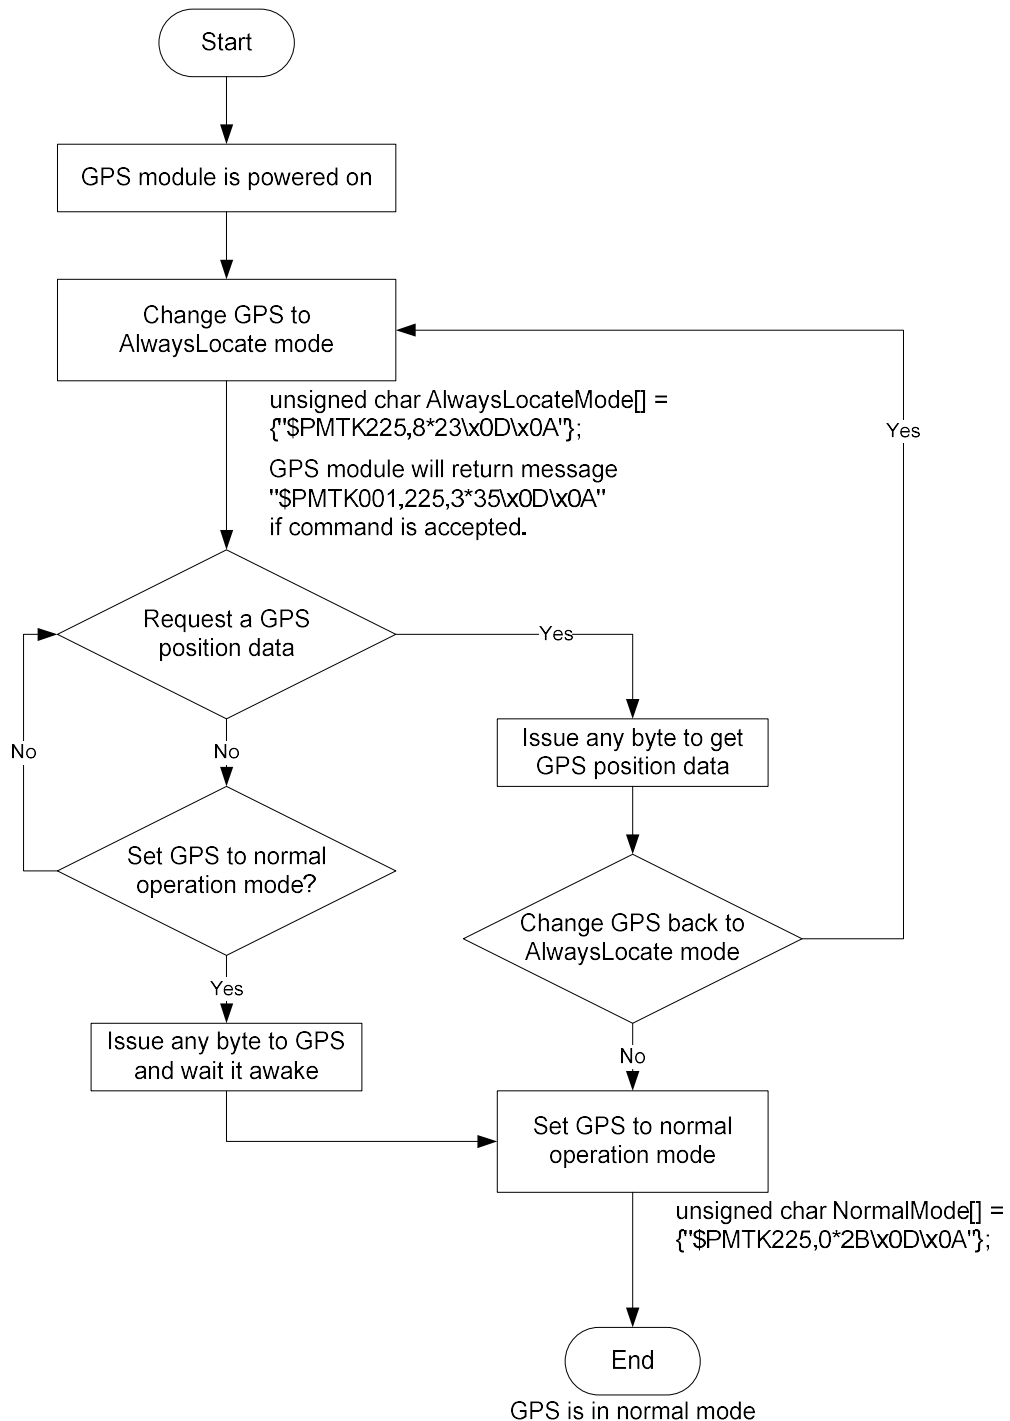 Start
GPS module is powered on
Change GPS to
AlwaysLocate mode
unsigned char AlwaysLocateMode[] =
{"$PMTK225,8*23\x0D\x0A"};
Yes
GPS module will return message
"$PMTK001,225,3*35\x0D\x0A"
if command is accepted.
Request a GPS
position data
Yes
No
No
Issue any byte to get
GPS position data
Set GPS to normal
operation mode?
Change GPS back to
AlwaysLocate mode
Yes
Issue any byte to GPS
and wait it awake
No
Set GPS to normal
operation mode
unsigned char NormalMode[] =
{"$PMTK225,0*2B\x0D\x0A"};
End
GPS is in normal mode